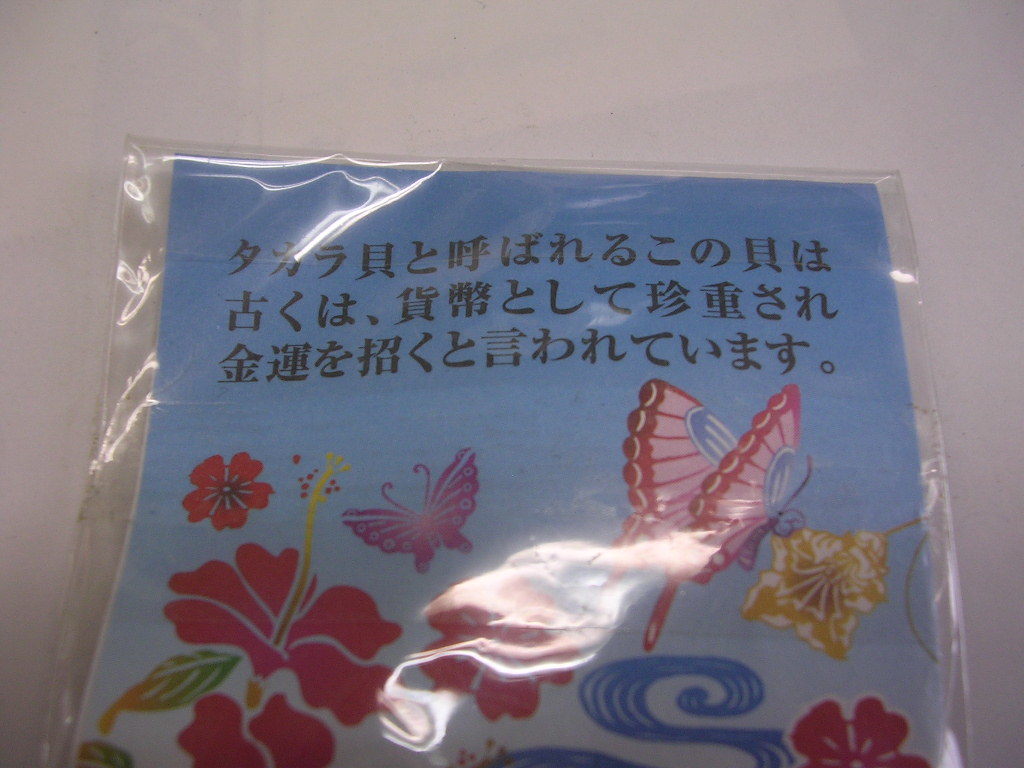 タカラ貝と呼ばれるこの貝は
古くは、貨幣として珍重され
金運を招くと言われています。